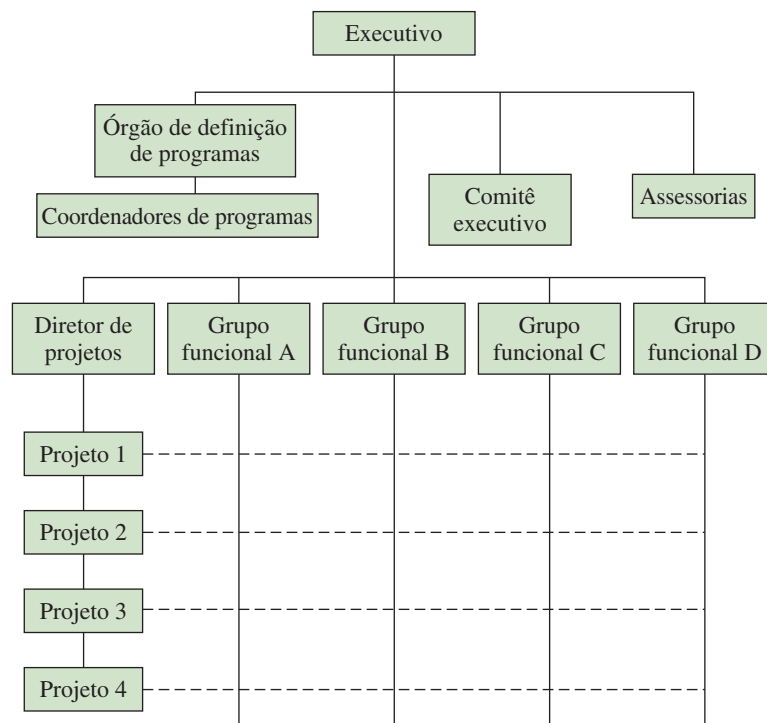 Executivo
Órgão de definição
de programas
Coordenadores de programas
Comitê
executivo
Assessorias
Diretor de
projetos
Grupo
funcional A
Grupo
funcional B
Grupo
funcional C
Grupo
funcional D
Projeto 1
Projeto 2
Projeto 3
Projeto 4